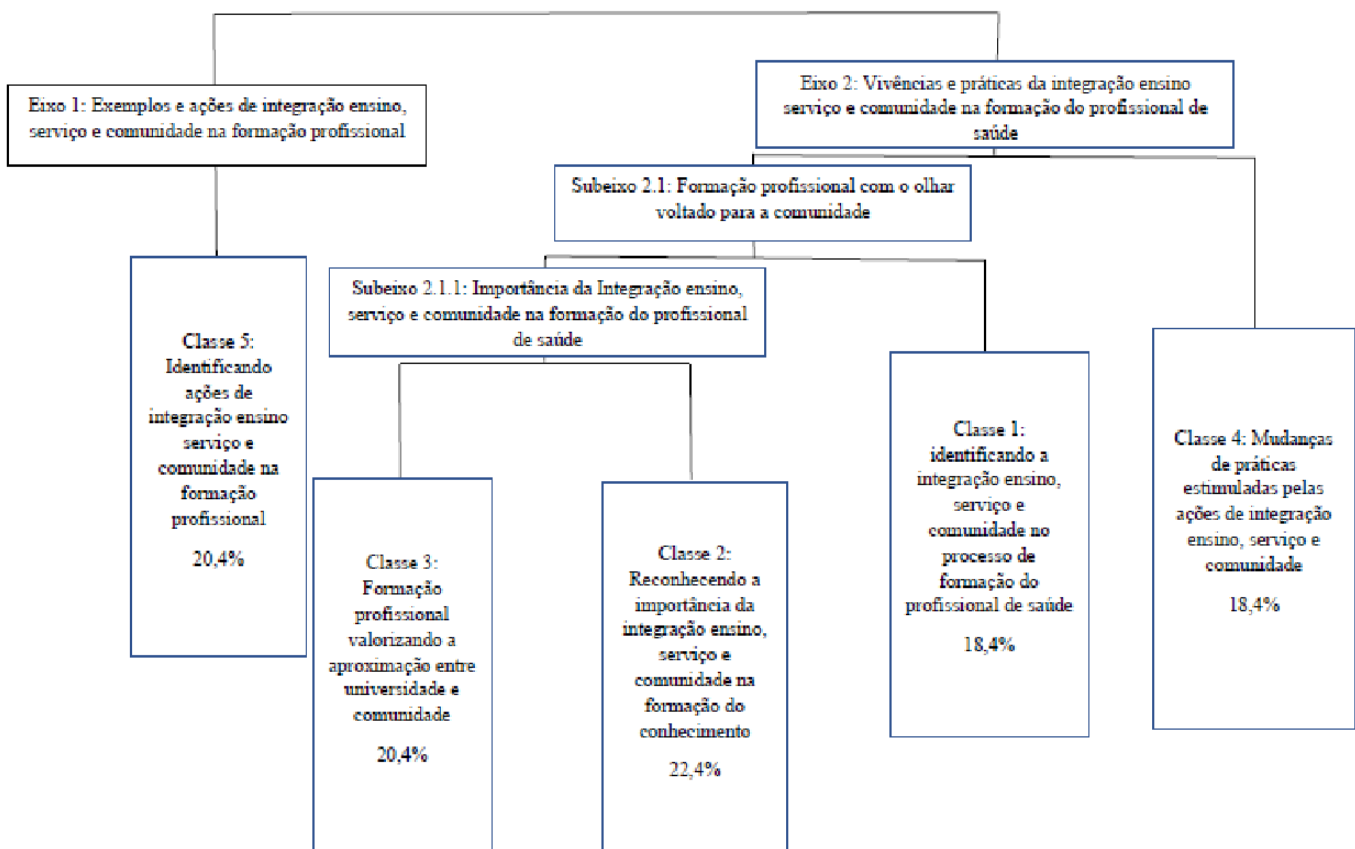 Eixo 1: Exemplos e ações de integração ensino,
serviço e comunidade na formação profissional
Eixo 2: Vivências e práticas da integração ensino
serviço e comunidade na formação do profissional de
saúde
Subeixo 2.1: Formação profissional com o olhar
voltado para a comunidade
Subeixo 2.1.1: Importância da Integração ensino,
serviço e comunidade na formação do profissional
de saúde
Classe 5:
Identificando
ações de
integração ensino
serviço e
comunidade na
formação
profissional
20,4%
Classe 3:
Formação
profissional
valorizando a
aproximação entre
universidade e
comunidade
20,4%
Classe 2:
Reconhecendo a
importância da
integração ensino,
serviço e
comunidade na
formação do
conhecimento
22,4%
Classe 1:
identificando a
integração ensino,
serviço e
comunidade no
processo de
formação do
profissional de saúde
18,4%
Classe 4: Mudanças
de práticas
estimuladas pelas
ações de integração
ensino, serviço e
comunidade
18,4%